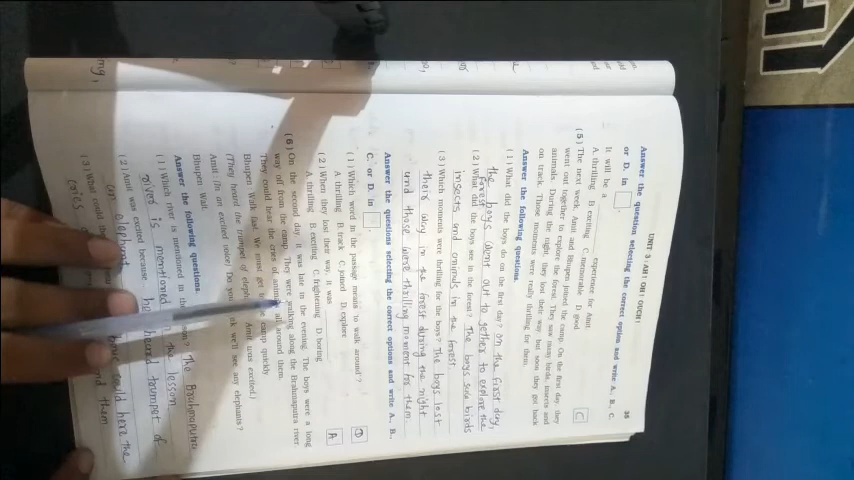 UNIT 3 : AH ! OH ! OUCH !
35
Answer the question selecting the correct option and write A., B., C.
or D. in
It will be a experience for Amit
A. thrilling B. exciting C. memorable D. good
C
(5) The next week, Amit and Bhupen joined the camp. On the first day they
went out together to explore the forest. They saw many birds, insects and
animals. During the night, they lost their way but soon they got back
on track. Those moments were really thrilling for them.
Answer the following questions.
(1) What did the boys do on the first day? on the first day,
the boys went out to gether to explore the
forest
(2) What did the boys see in the forest? The boys saw birds
insects and animals in the forest
(3) Which moments were thrilling for the boys? The boys lost
their way in the forest during the night
and those were thrilling moment for them.
Answer the questions selecting the correct options and write A., B.,
C. or D. in
(1) Which word in the passage means 'to walk around'?
A. thrilling B. track C. joined D. explore
D
(2) When they lost their way, it was
A. thrilling B. exciting C. frightening D. boring
A
(6) On the second day, it was late in the evening. The boys were a long
way off from the camp. They were walking along the Brahmaputra river.
They could hear the cries of animals all around them.
Bhupen Walk fast. We must get to the camp quickly
(They heard the trumpet of Amit was excited.)
Amit : (In an excited voice) Do you we'll see any elephants?
Bhupen Wait.
Answer the following questions.
(1) Which river is mentioned in the The Brahmaputra
river is mentioned in the lesson
(2) Amit was excited because he heard trumpet of
an elephant
(3) What could the boys could here the
cries them